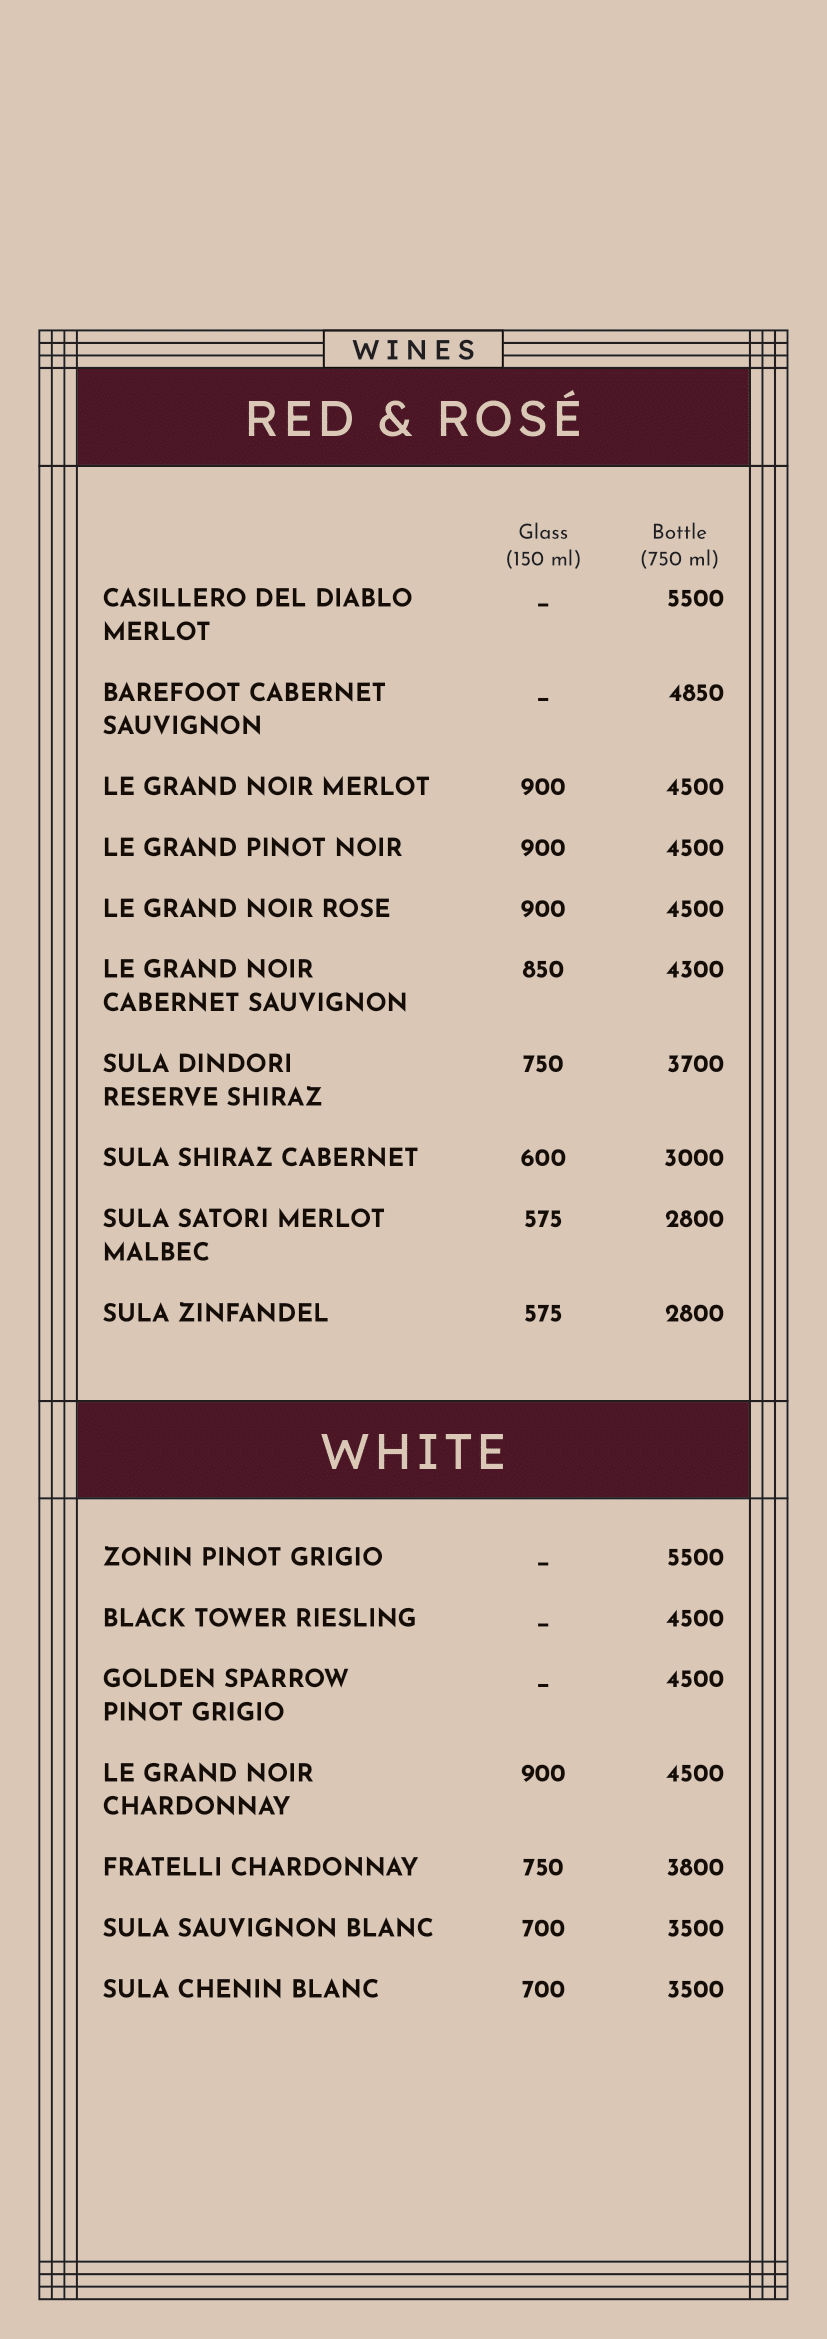 WINES
RED & ROSÉ
Glass Bottle
(150 ml) (750 ml)
CASILLERO DEL DIABLO – 5500
MERLOT
BAREFOOT CABERNET – 4850
SAUVIGNON
LE GRAND NOIR MERLOT 900 4500
LE GRAND PINOT NOIR 900 4500
LE GRAND NOIR ROSE 900 4500
LE GRAND NOIR 850 4300
CABERNET SAUVIGNON
SULA DINDORI 750 3700
RESERVE SHIRAZ
SULA SHIRAZ CABERNET 600 3000
SULA SATORI MERLOT 575 2800
MALBEC
SULA ZINFANDEL 575 2800
WHITE
ZONIN PINOT GRIGIO – 5500
BLACK TOWER RIESLING – 4500
GOLDEN SPARROW – 4500
PINOT GRIGIO
LE GRAND NOIR 900 4500
CHARDONNAY
FRATELLI CHARDONNAY 750 3800
SULA SAUVIGNON BLANC 700 3500
SULA CHENIN BLANC 700 3500